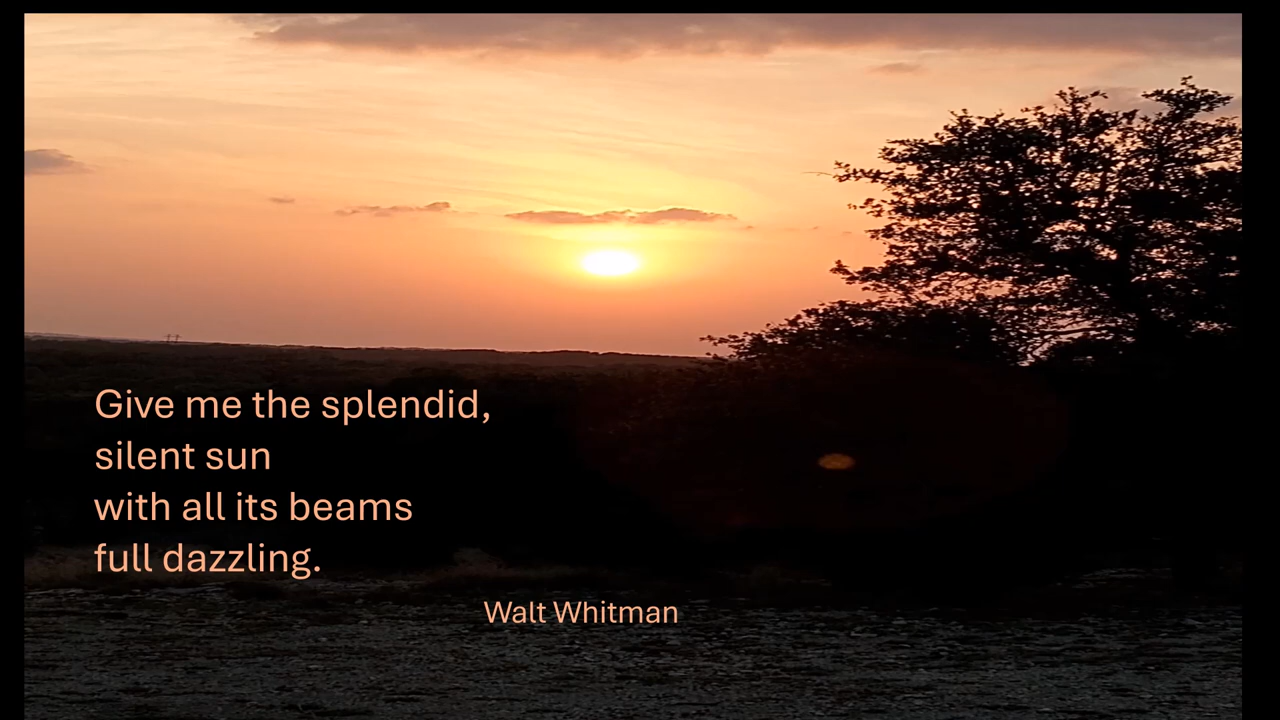 Give me the splendid,
silent sun
with all its beams
full dazzling.
Walt Whitman